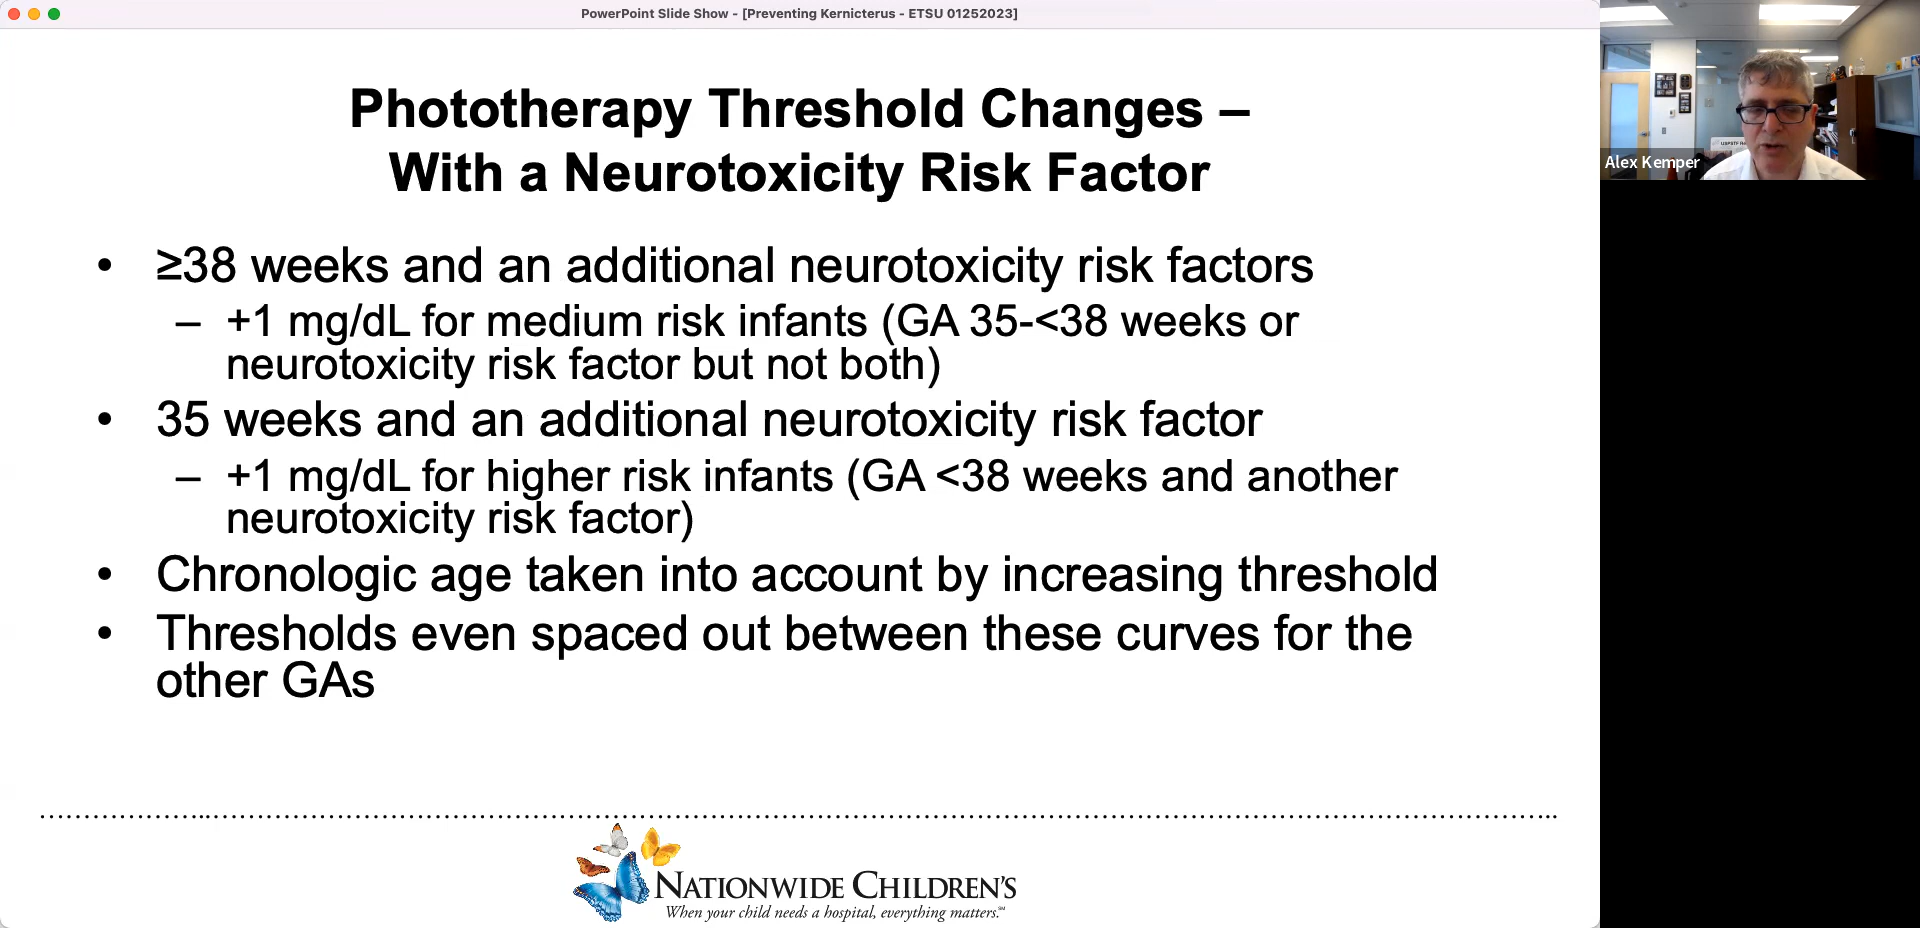 PowerPoint Slide Show - [Preventing Kernicterus - ETSU 01252023]
Phototherapy Threshold Changes –
With a Neurotoxicity Risk Factor
• ≥38 weeks and an additional neurotoxicity risk factors
– +1 mg/dL for medium risk infants (GA 35-<38 weeks or
neurotoxicity risk factor but not both)
• 35 weeks and an additional neurotoxicity risk factor
– +1 mg/dL for higher risk infants (GA <38 weeks and another
neurotoxicity risk factor)
• Chronologic age taken into account by increasing threshold
• Thresholds even spaced out between these curves for the
other GAs
NATIONWIDE CHILDREN'S
When your child needs a hospital, everything matters.℠
Alex Kemper